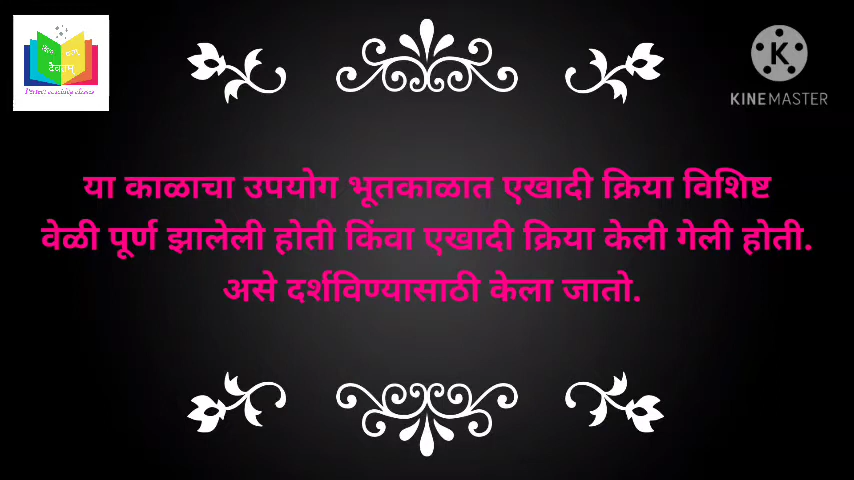 KINEMASTER
या काळाचा उपयोग भूतकाळात एखादी क्रिया विशिष्ट
वेळी पूर्ण झालेली होती किंवा एखादी क्रिया केली गेली होती.
असे दर्शविण्यासाठी केला जातो.